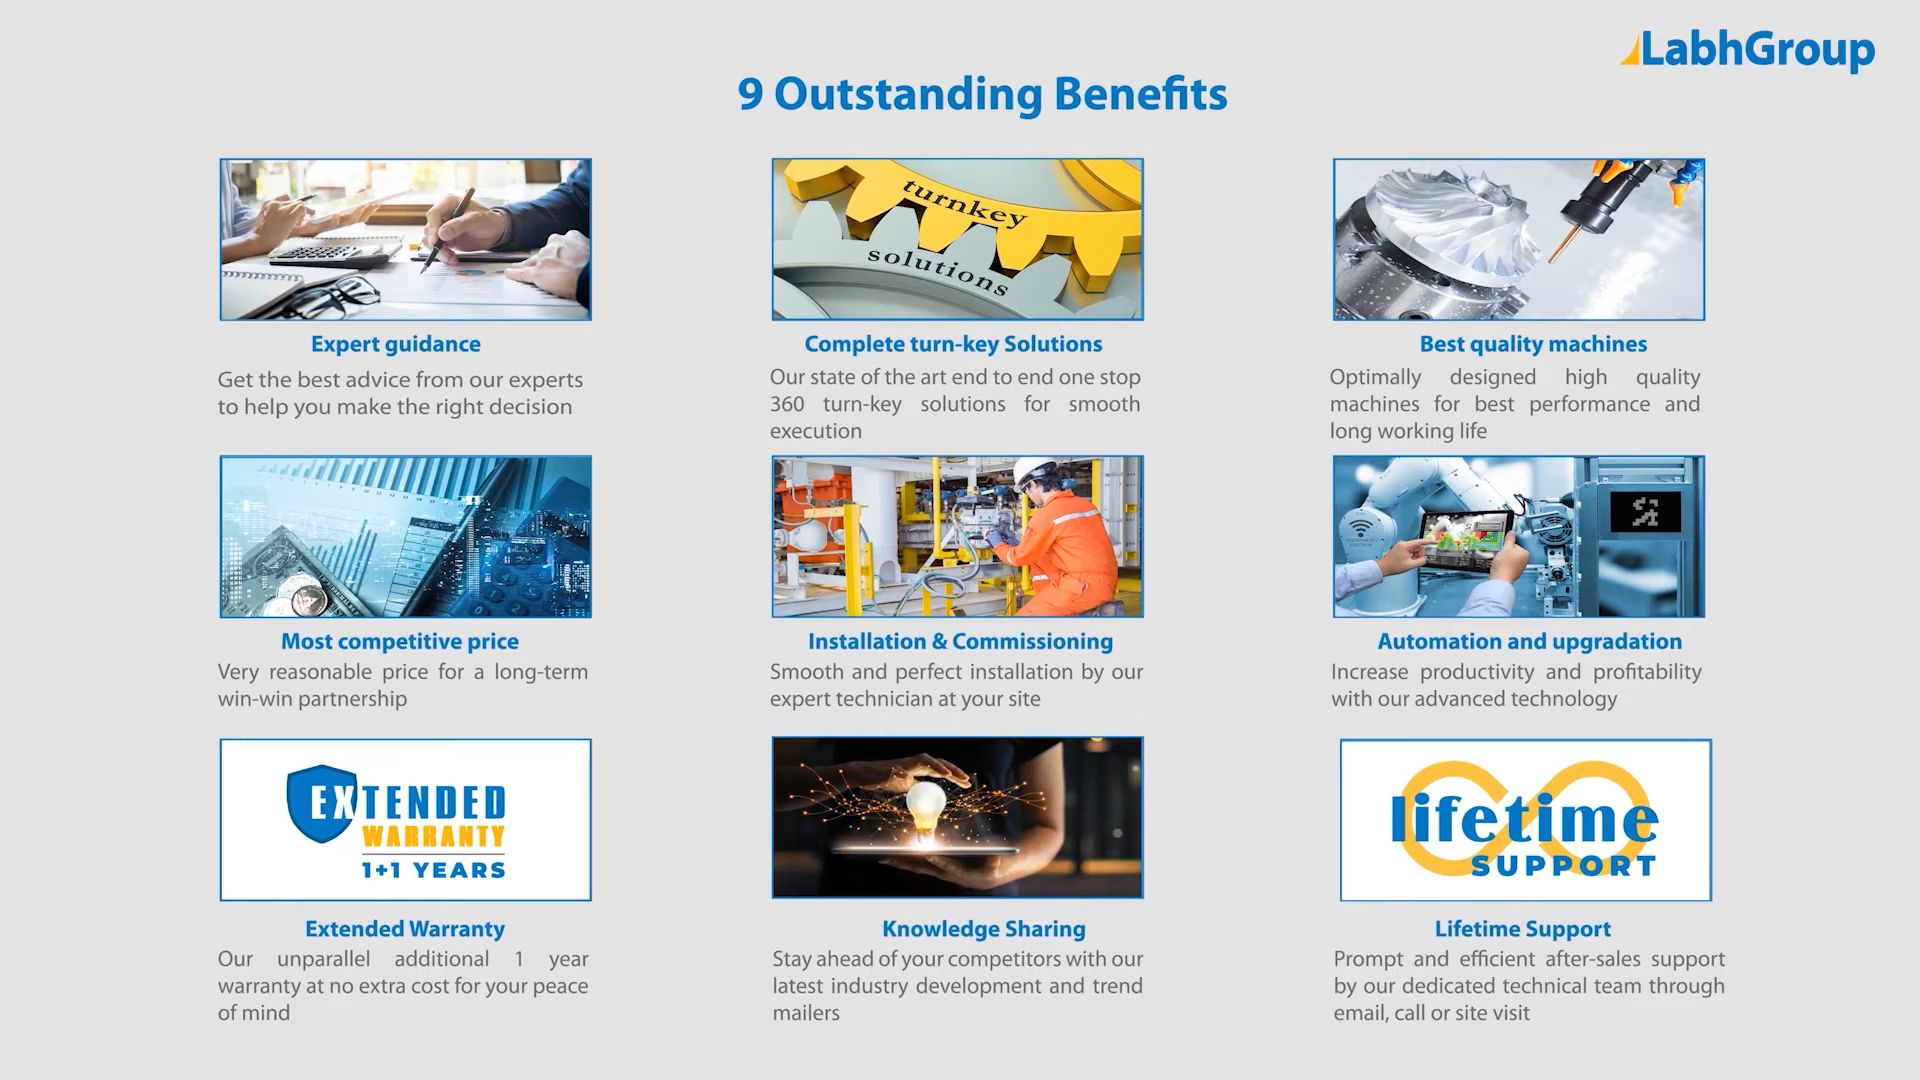 LabhGroup
9 Outstanding Benefits
turnkey
solutions
Expert guidance
Get the best advice from our experts
to help you make the right decision
Complete turn-key Solutions
Our state of the art end to end one stop
360 turn-key solutions for smooth
execution
Best quality machines
Optimally designed high quality
machines for best performance and
long working life
Most competitive price
Very reasonable price for a long-term
win-win partnership
Installation & Commissioning
Smooth and perfect installation by our
expert technician at your site
Automation and upgradation
Increase productivity and profitability
with our advanced technology
EXTENDED
WARRANTY
1+1 YEARS
Extended Warranty
Our unparallel additional 1 year
warranty at no extra cost for your peace
of mind
Knowledge Sharing
Stay ahead of your competitors with our
latest industry development and trend
mailers
lifetime
SUPPORT
Lifetime Support
Prompt and efficient after-sales support
by our dedicated technical team through
email, call or site visit